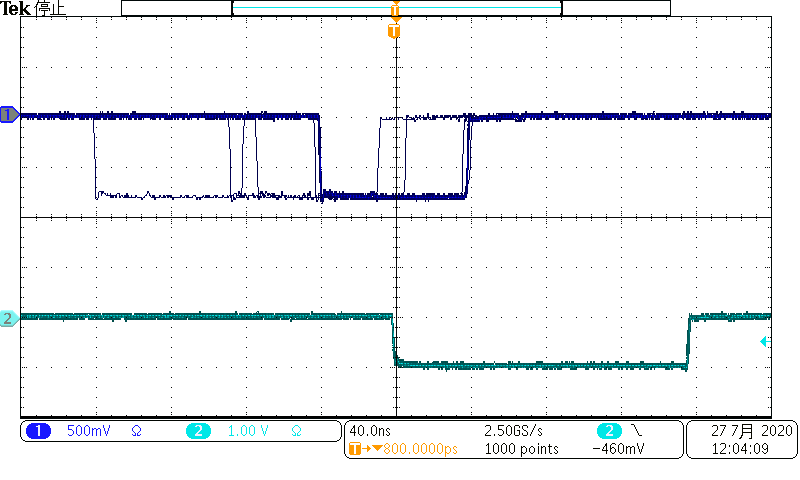 Tek 停止
T
T
1
2
1 500mV Ω 2 1.00 V Ω
40.0ns 2.50GS/s 2
T→▼800.0000ps 1000 points −460mV
27 7月 2020
12:04:09